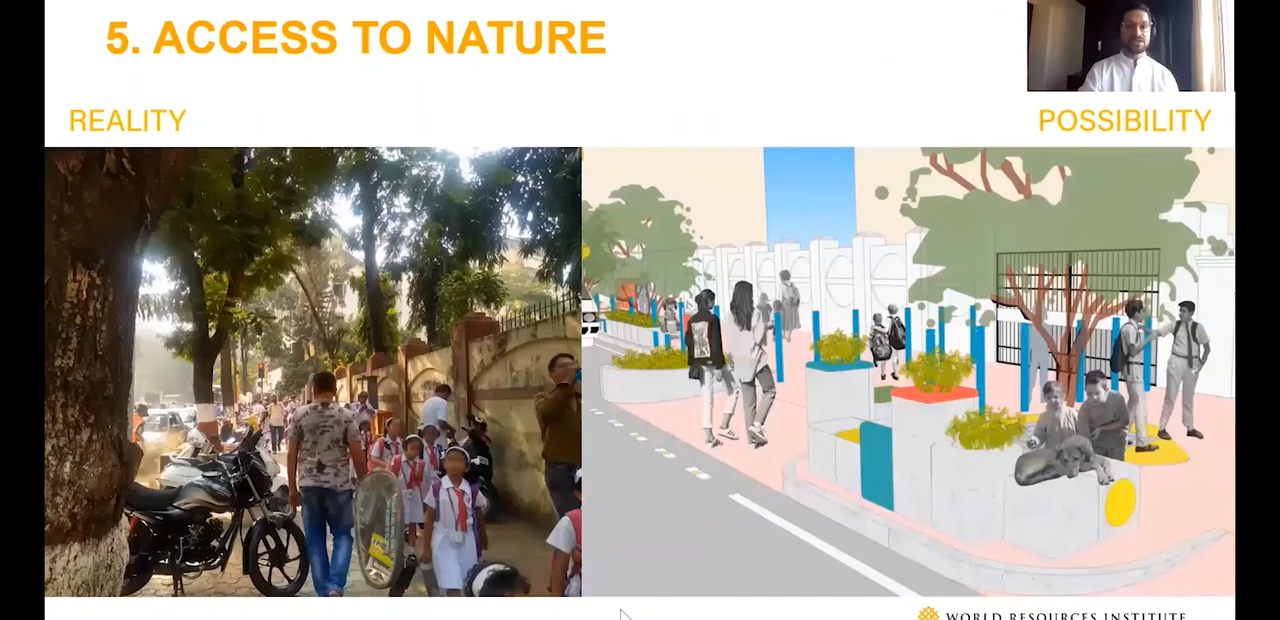 5. ACCESS TO NATURE
REALITY
POSSIBILITY
WORLD RESOURCES INSTITUTE